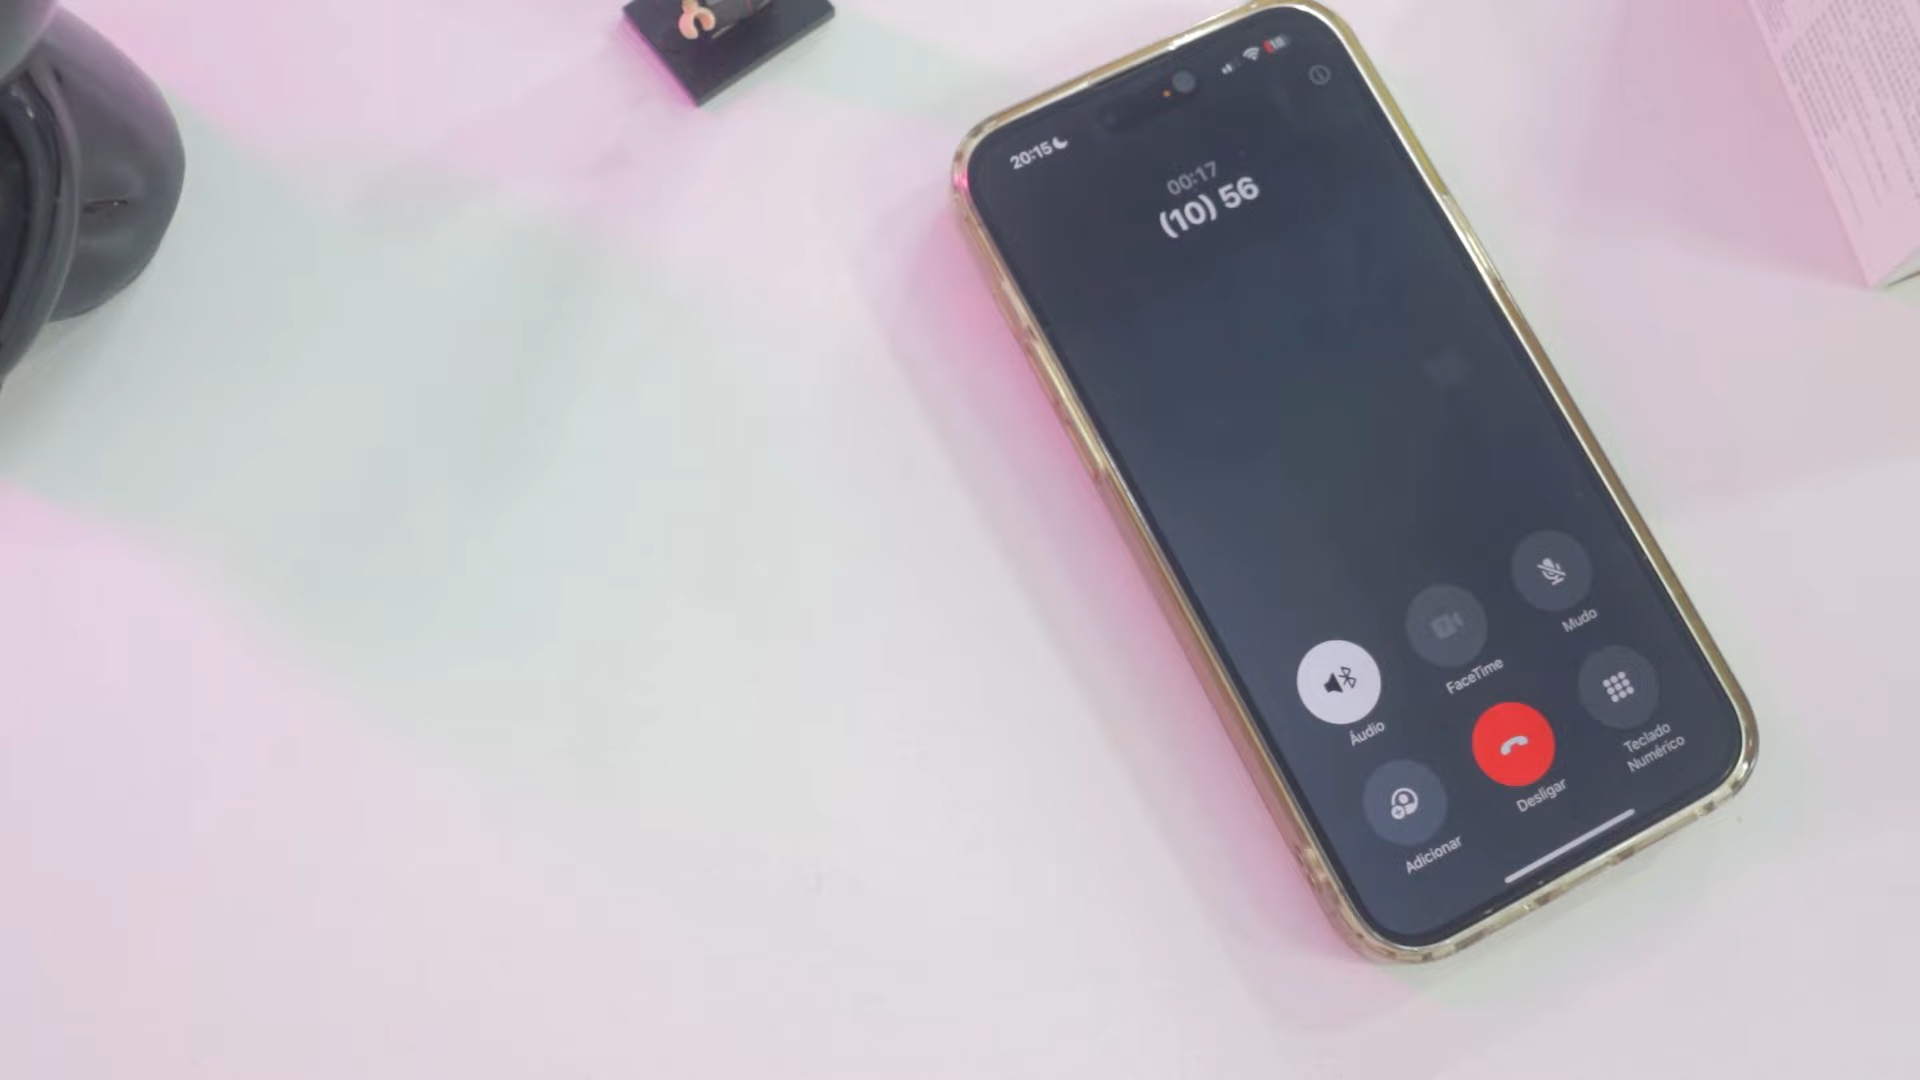 20:15
00:17
(10) 56
Áudio
FaceTime
Mudo
Adicionar
Desligar
Teclado
Numérico